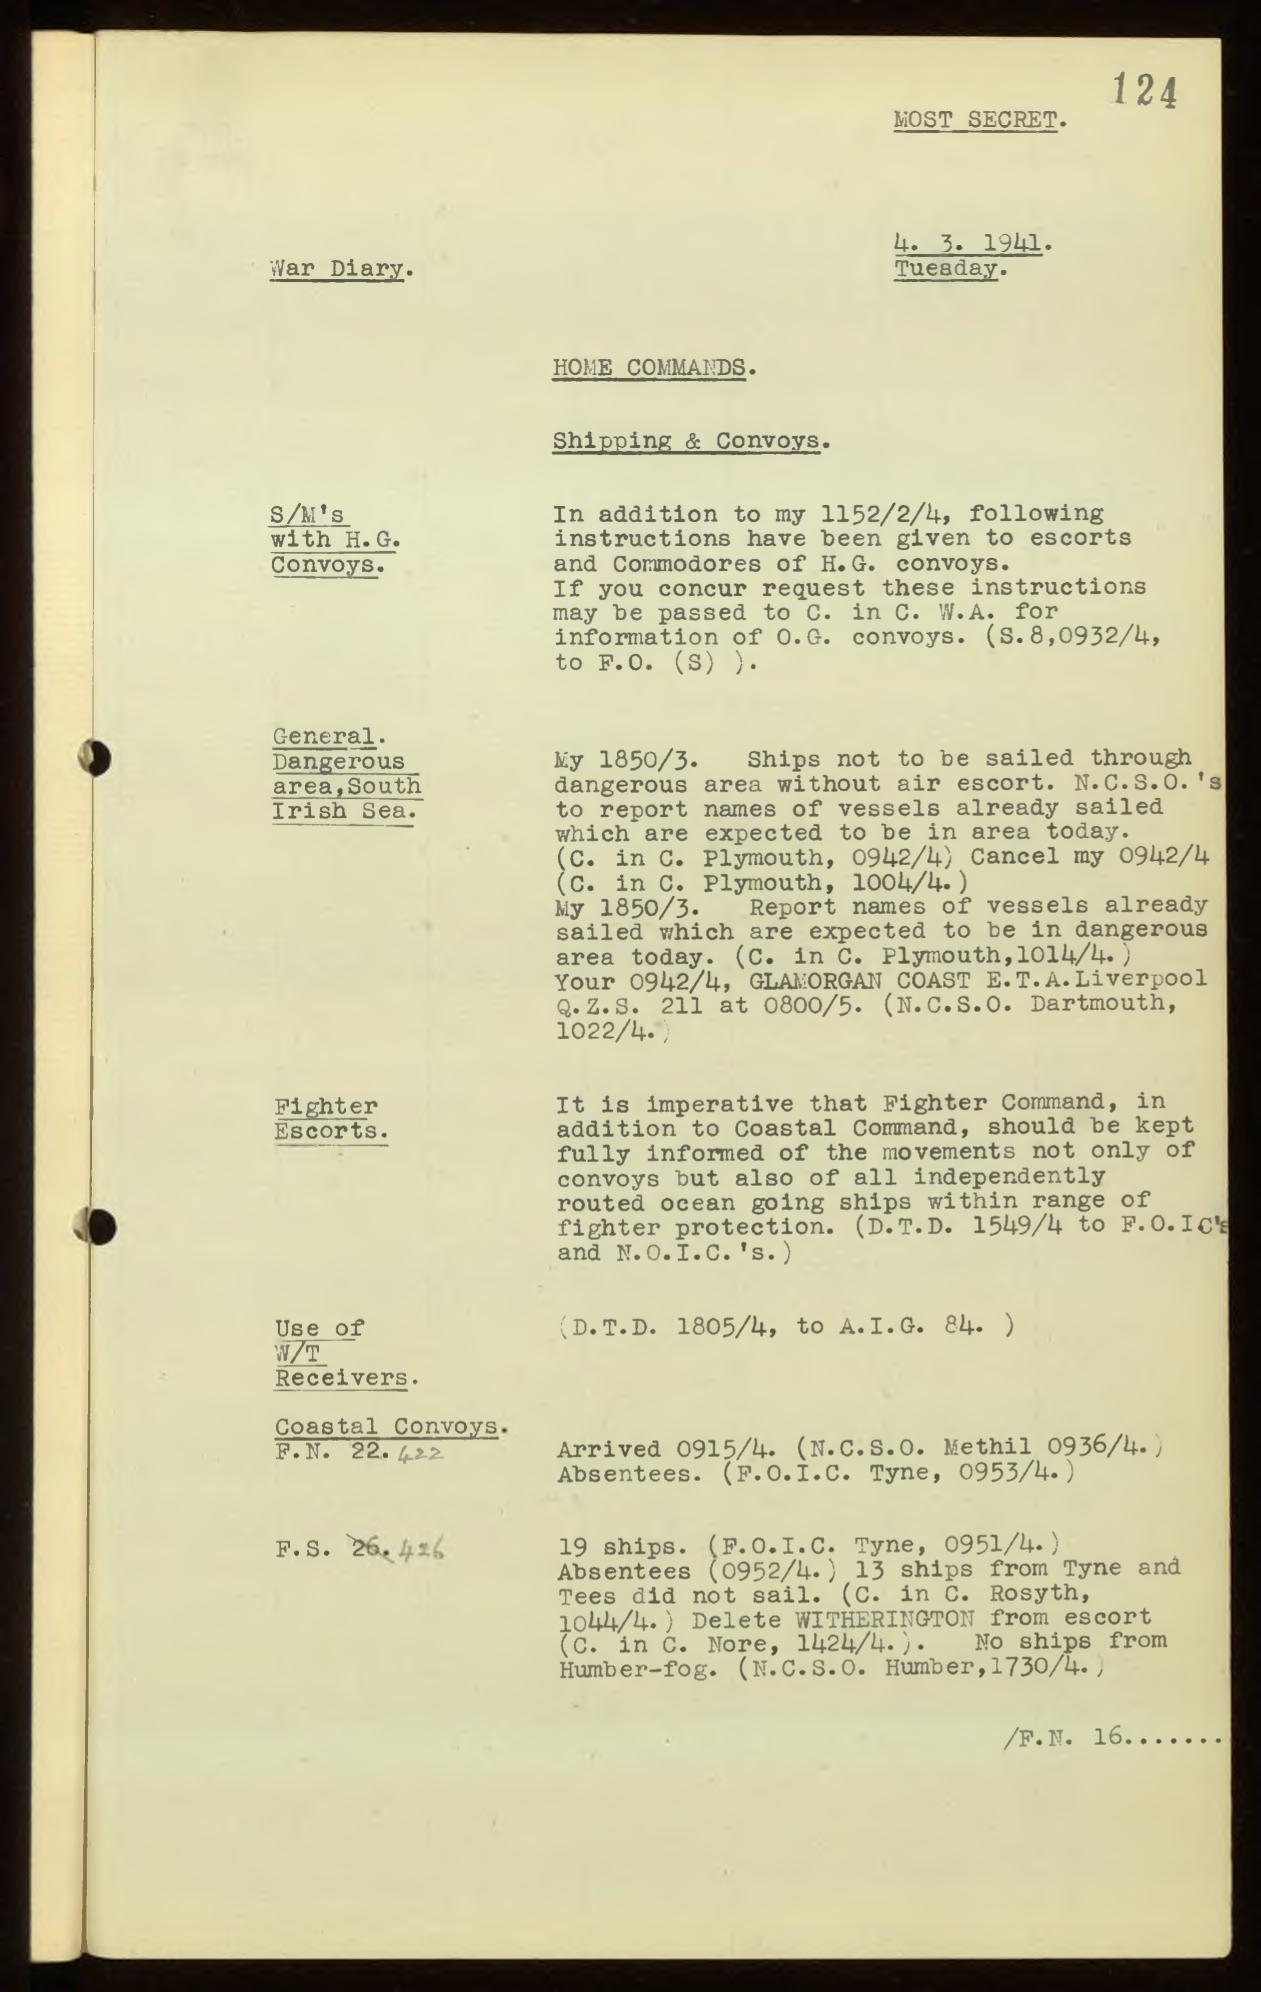 124
MOST SECRET.
4. 3. 1941.
War Diary.
Tuesday.
HOME COMMANDS.
Shipping & Convoys.
S/M's
with H.G.
Convoys.
In addition to my 1152/2/4, following
instructions have been given to escorts
and Commodores of H.G. convoys.
If you concur request these instructions
may be passed to C. in C. W.A. for
information of O.G. convoys. (S.8,0932/4,
to F.O. (S) ).
General.
Dangerous
area,South
Irish Sea.
My 1850/3. Ships not to be sailed through
dangerous area without air escort. N.C.S.O.'s
to report names of vessels already sailed
which are expected to be in area today.
(C. in C. Plymouth, 0942/4) Cancel my 0942/4
(C. in C. Plymouth, 1004/4.)
My 1850/3. Report names of vessels already
sailed which are expected to be in dangerous
area today. (C. in C. Plymouth,1014/4.)
Your 0942/4, GLAMORGAN COAST E.T.A.Liverpool
Q.Z.S. 211 at 0800/5. (N.C.S.O. Dartmouth,
1022/4.)
Fighter
Escorts.
It is imperative that Fighter Command, in
addition to Coastal Command, should be kept
fully informed of the movements not only of
convoys but also of all independently
routed ocean going ships within range of
fighter protection. (D.T.D. 1549/4 to F.O.IC's
and N.O.I.C.'s.)
Use of
W/T
Receivers.
(D.T.D. 1805/4, to A.I.G. 84. )
Coastal Convoys.
F.N. 22. 422
Arrived 0915/4. (N.C.S.O. Methil 0936/4.)
Absentees. (F.O.I.C. Tyne, 0953/4.)
F.S. 26. 426
19 ships. (F.O.I.C. Tyne, 0951/4.)
Absentees (0952/4.) 13 ships from Tyne and
Tees did not sail. (C. in C. Rosyth,
1044/4.) Delete WITHERINGTON from escort
(C. in C. Nore, 1424/4.). No ships from
Humber-fog. (N.C.S.O. Humber,1730/4.)
/F.N. 16.......